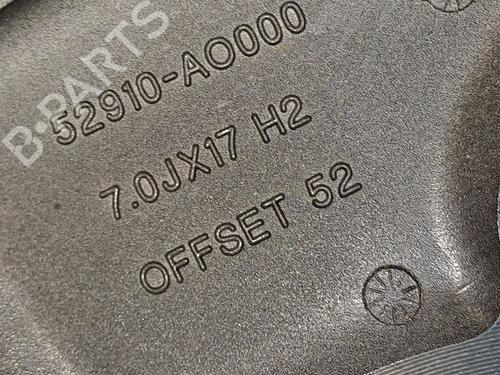 B-PARTS
52910-AO000
7.0JX17 H2
OFFSET 52